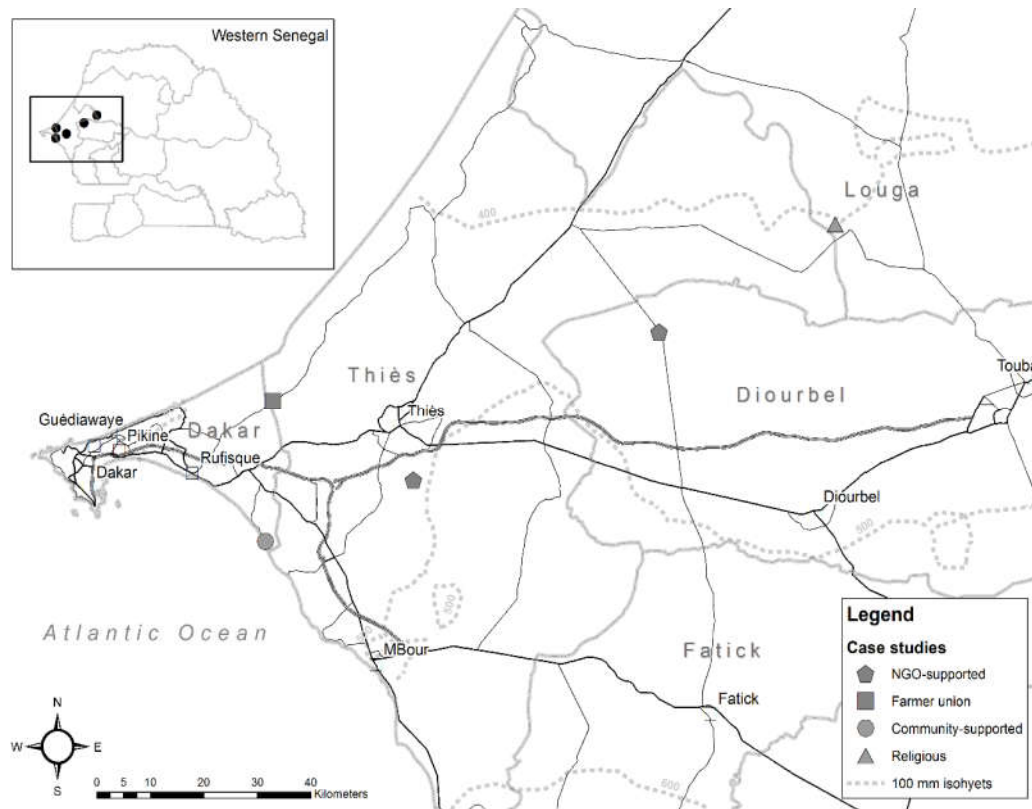 Western Senegal
Louga
400
Touba
Thiès
Diourbel
Guèdiawaye
Dakar
Thiès
Pikine
Rufisque
Dakar
Diourbel
500
500
Atlantic Ocean
MBour
Fatick
Fatick
600
Legend
Case studies
NGO-supported
Farmer union
Community-supported
Religious
100 mm isohyets
N
W E
S
0 5 10 20 30 40
Kilometers